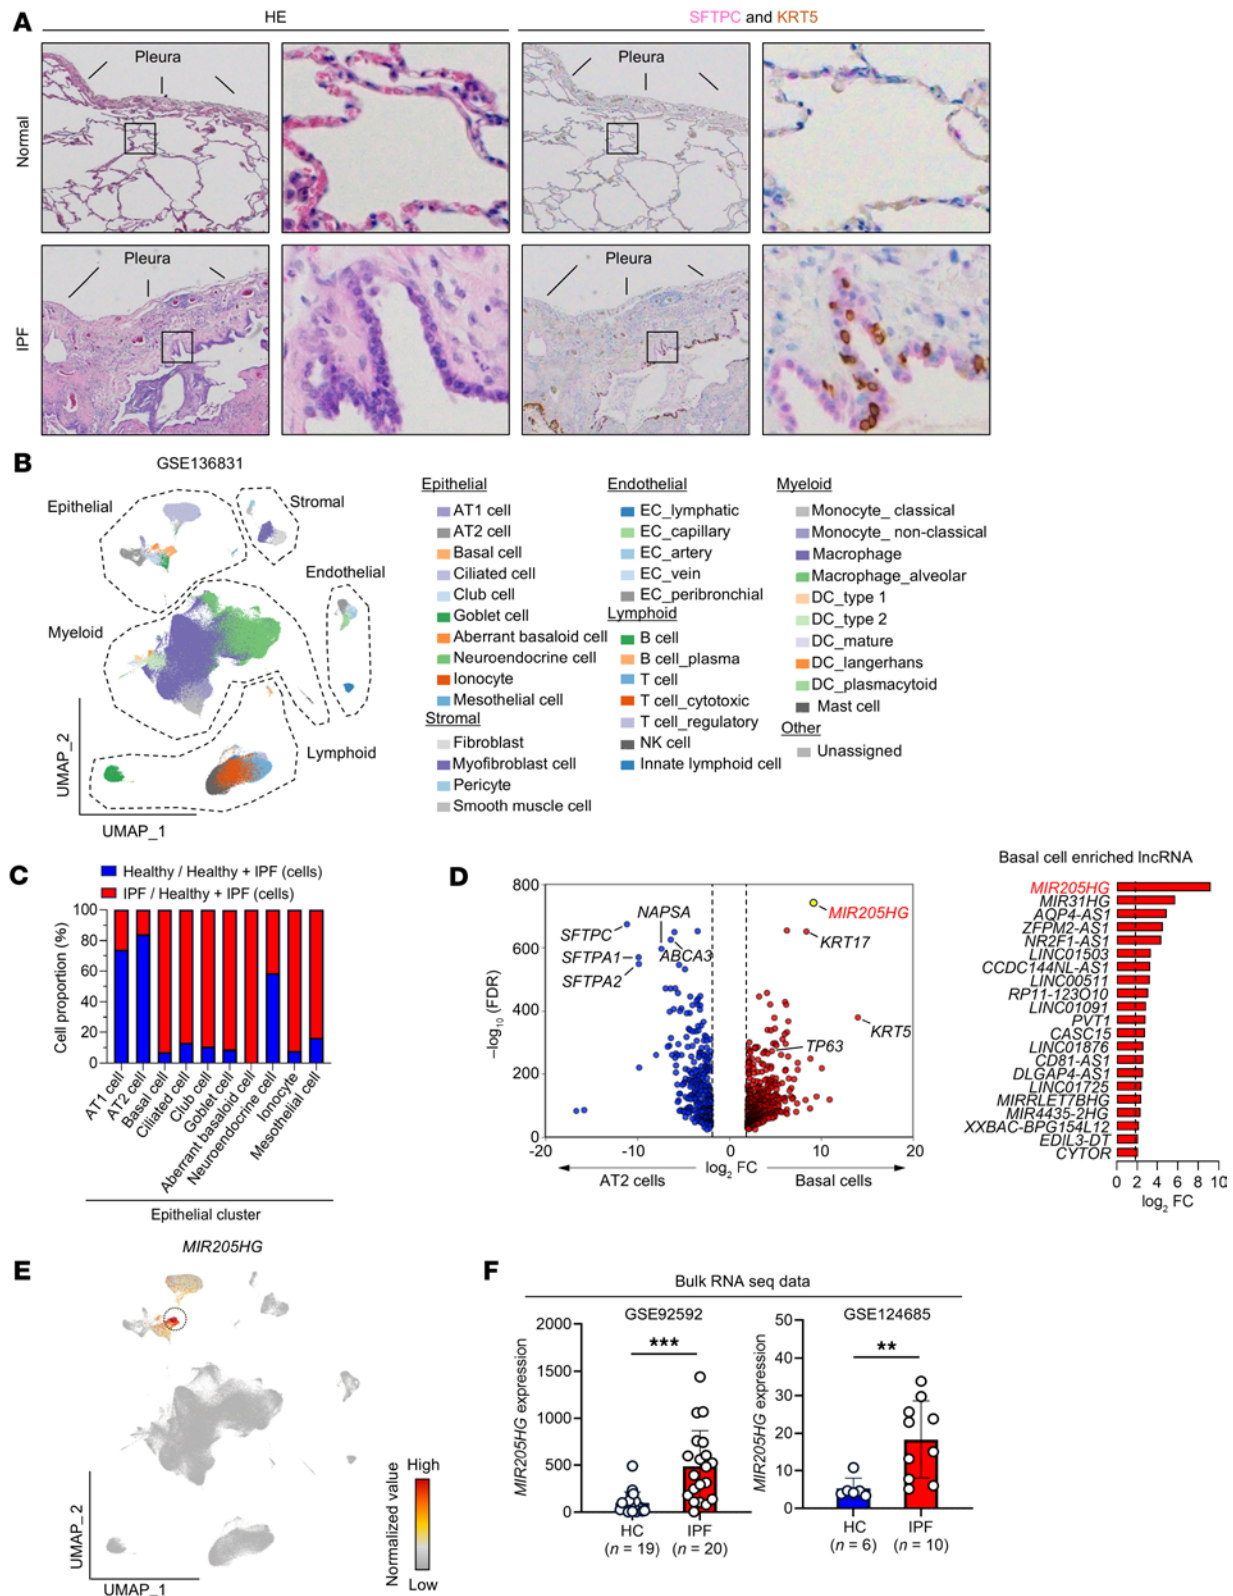 A
HE
SFTPC and KRT5
Normal
Pleura
Pleura
IPF
Pleura
Pleura
B
GSE136831
Epithelial
Stromal
Endothelial
Myeloid
Lymphoid
UMAP_2
UMAP_1
Epithelial
AT1 cell
AT2 cell
Basal cell
Ciliated cell
Club cell
Goblet cell
Aberrant basaloid cell
Neuroendocrine cell
Ionocyte
Mesothelial cell
Stromal
Fibroblast
Myofibroblast cell
Pericyte
Smooth muscle cell
Endothelial
EC_lymphatic
EC_capillary
EC_artery
EC_vein
EC_peribronchial
Lymphoid
B cell
B cell_plasma
T cell
T cell_cytotoxic
T cell_regulatory
NK cell
Innate lymphoid cell
Myeloid
Monocyte_ classical
Monocyte_ non-classical
Macrophage
Macrophage_alveolar
DC_type 1
DC_type 2
DC_mature
DC_langerhans
DC_plasmacytoid
Mast cell
Other
Unassigned
C
Healthy / Healthy + IPF (cells)
IPF / Healthy + IPF (cells)
Cell proportion (%)
100
80
60
40
20
0
AT1 cell
AT2 cell
Basal cell
Ciliated cell
Club cell
Goblet cell
Aberrant basaloid cell
Neuroendocrine cell
Ionocyte
Mesothelial cell
Epithelial cluster
D
–log10 (FDR)
800
600
400
200
0
NAPSA
SFTPC
SFTPA1
ABCA3
SFTPA2
MIR205HG
KRT17
KRT5
TP63
-20
-10
0
10
20
log2 FC
AT2 cells
Basal cells
Basal cell enriched lncRNA
MIR205HG
MIR31HG
AQP4-AS1
ZFPM2-AS1
NR2F1-AS1
LINC01503
CCDC144NL-AS1
LINC00511
RP11-123O10
LINC01091
PVT1
CASC15
LINC01876
CD81-AS1
DLGAP4-AS1
LINC01725
MIRRLET7BHG
MIR4435-2HG
XXBAC-BPG154L12
EDIL3-DT
CYTOR
0 2 4 6 8 10
log2 FC
E
MIR205HG
UMAP_2
UMAP_1
Normalized value
High
Low
F
Bulk RNA seq data
GSE92592
MIR205HG expression
2000
1500
1000
500
0
***
HC
(n = 19)
IPF
(n = 20)
GSE124685
MIR205HG expression
50
40
30
20
10
0
**
HC
(n = 6)
IPF
(n = 10)